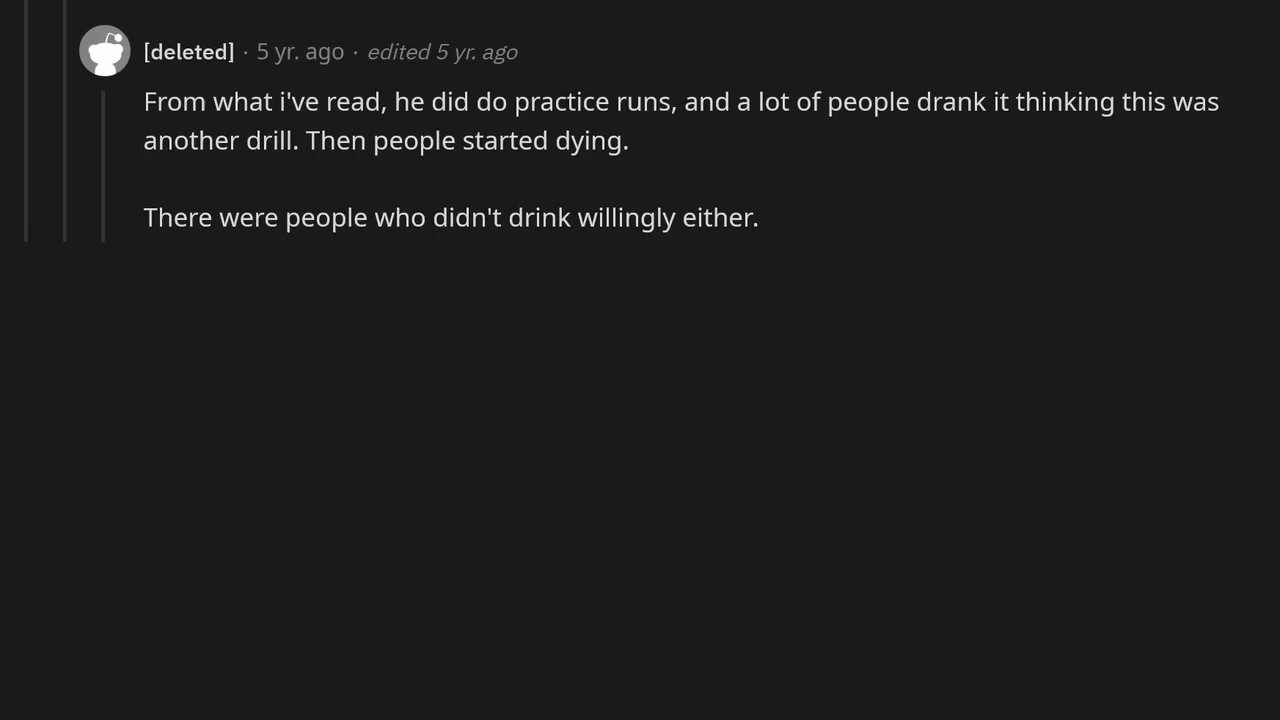 [deleted] · 5 yr. ago · edited 5 yr. ago
From what i've read, he did do practice runs, and a lot of people drank it thinking this was
another drill. Then people started dying.
There were people who didn't drink willingly either.